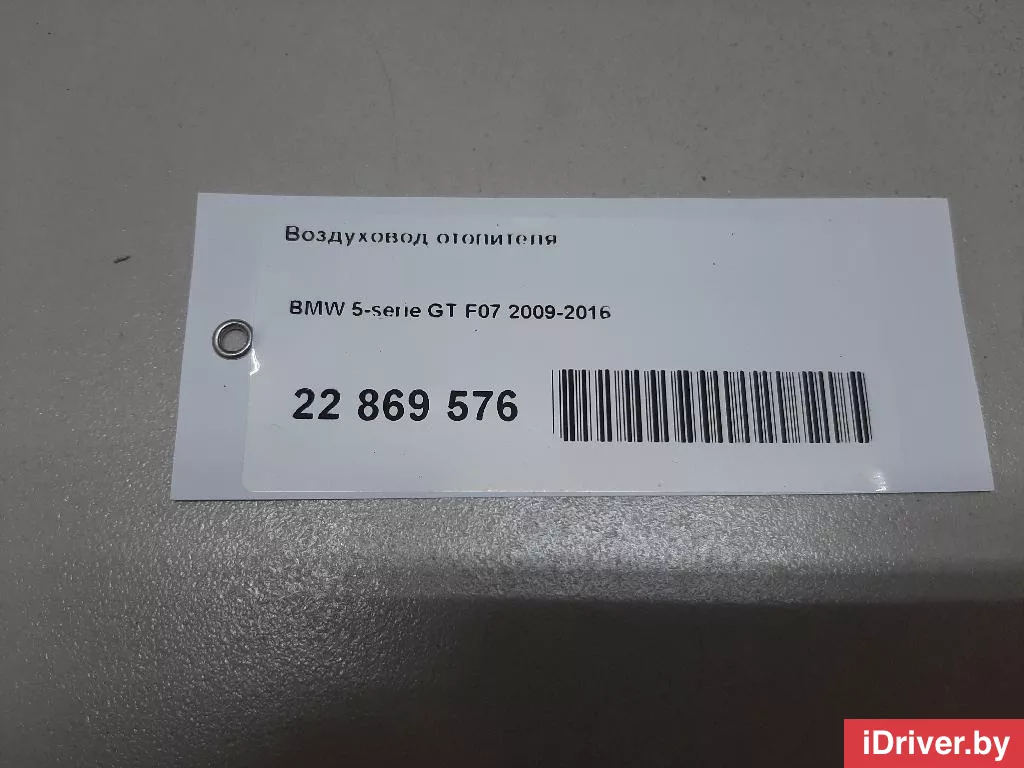 Воздуховод отопителя
BMW 5-serie GT F07 2009-2016
22 869 576
iDriver.by